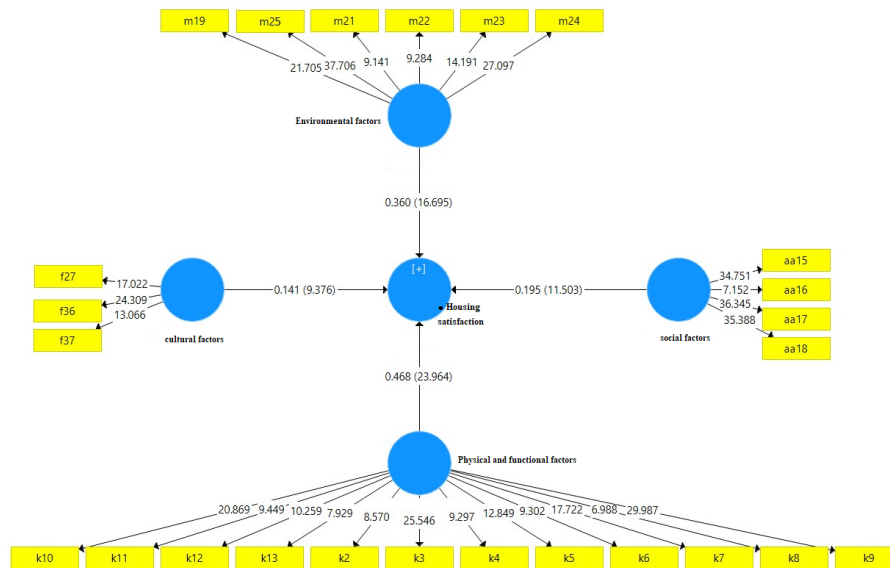 m19 m25 m21 m22 m23 m24
21.705 37.706 9.141 9.284 14.191 27.097
Environmental factors
0.360 (16.695)
f27
f36
f37
17.022
24.309
13.066
cultural factors
0.141 (9.376)
[+]
• Housing
satisfaction
0.195 (11.503)
social factors
34.751
7.152
36.345
35.388
aa15
aa16
aa17
aa18
0.468 (23.964)
Physical and functional factors
20.869 9.449 10.259 7.929 8.570 25.546 9.297 12.849 9.302 17.722 6.988 29.987
k10 k11 k12 k13 k2 k3 k4 k5 k6 k7 k8 k9